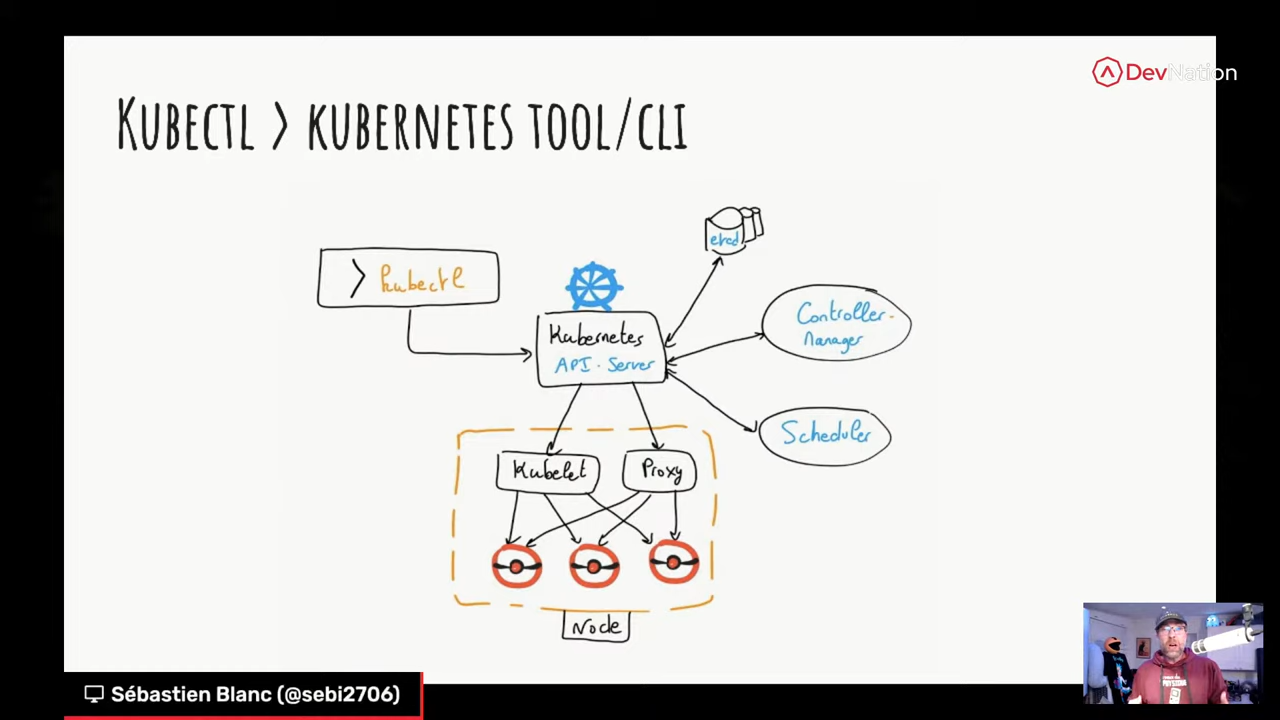 DevNation
KUBECTL > KUBERNETES TOOL/CLI
etcd
> kubectl
Controller-
Manager
Kubernetes
API-Server
Scheduler
Kubelet
Proxy
Node
Sébastien Blanc (@sebi2706)